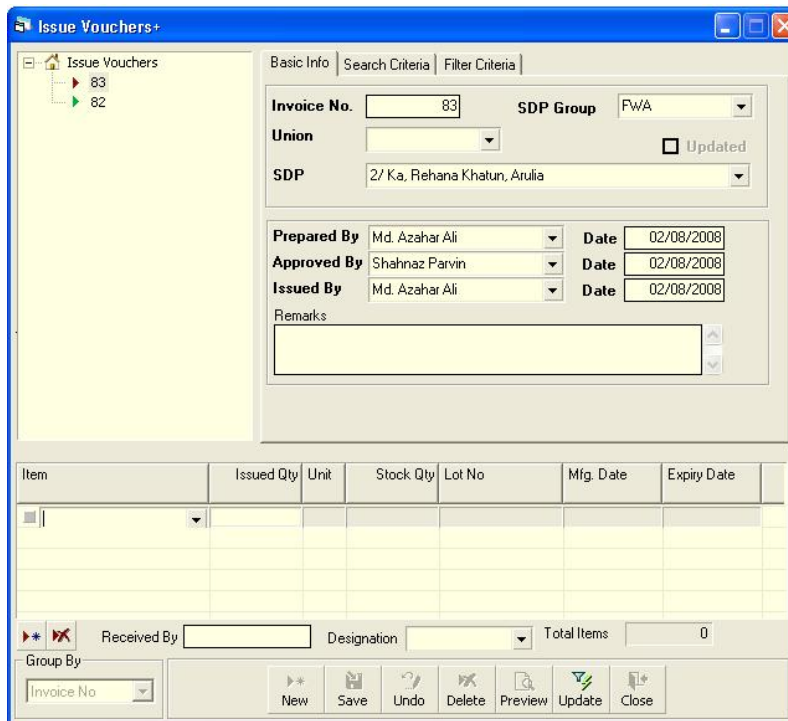 Issue Vouchers+
Issue Vouchers
83
82
Basic Info Search Criteria Filter Criteria
Invoice No. 83 SDP Group FWA
Union Updated
SDP 2/ Ka, Rehana Khatun, Arulia
Prepared By Md. Azahar Ali Date 02/08/2008
Approved By Shahnaz Parvin Date 02/08/2008
Issued By Md. Azahar Ali Date 02/08/2008
Remarks
Item Issued Qty Unit Stock Qty Lot No Mfg. Date Expiry Date
Received By Designation Total Items 0
Group By
Invoice No
New Save Undo Delete Preview Update Close